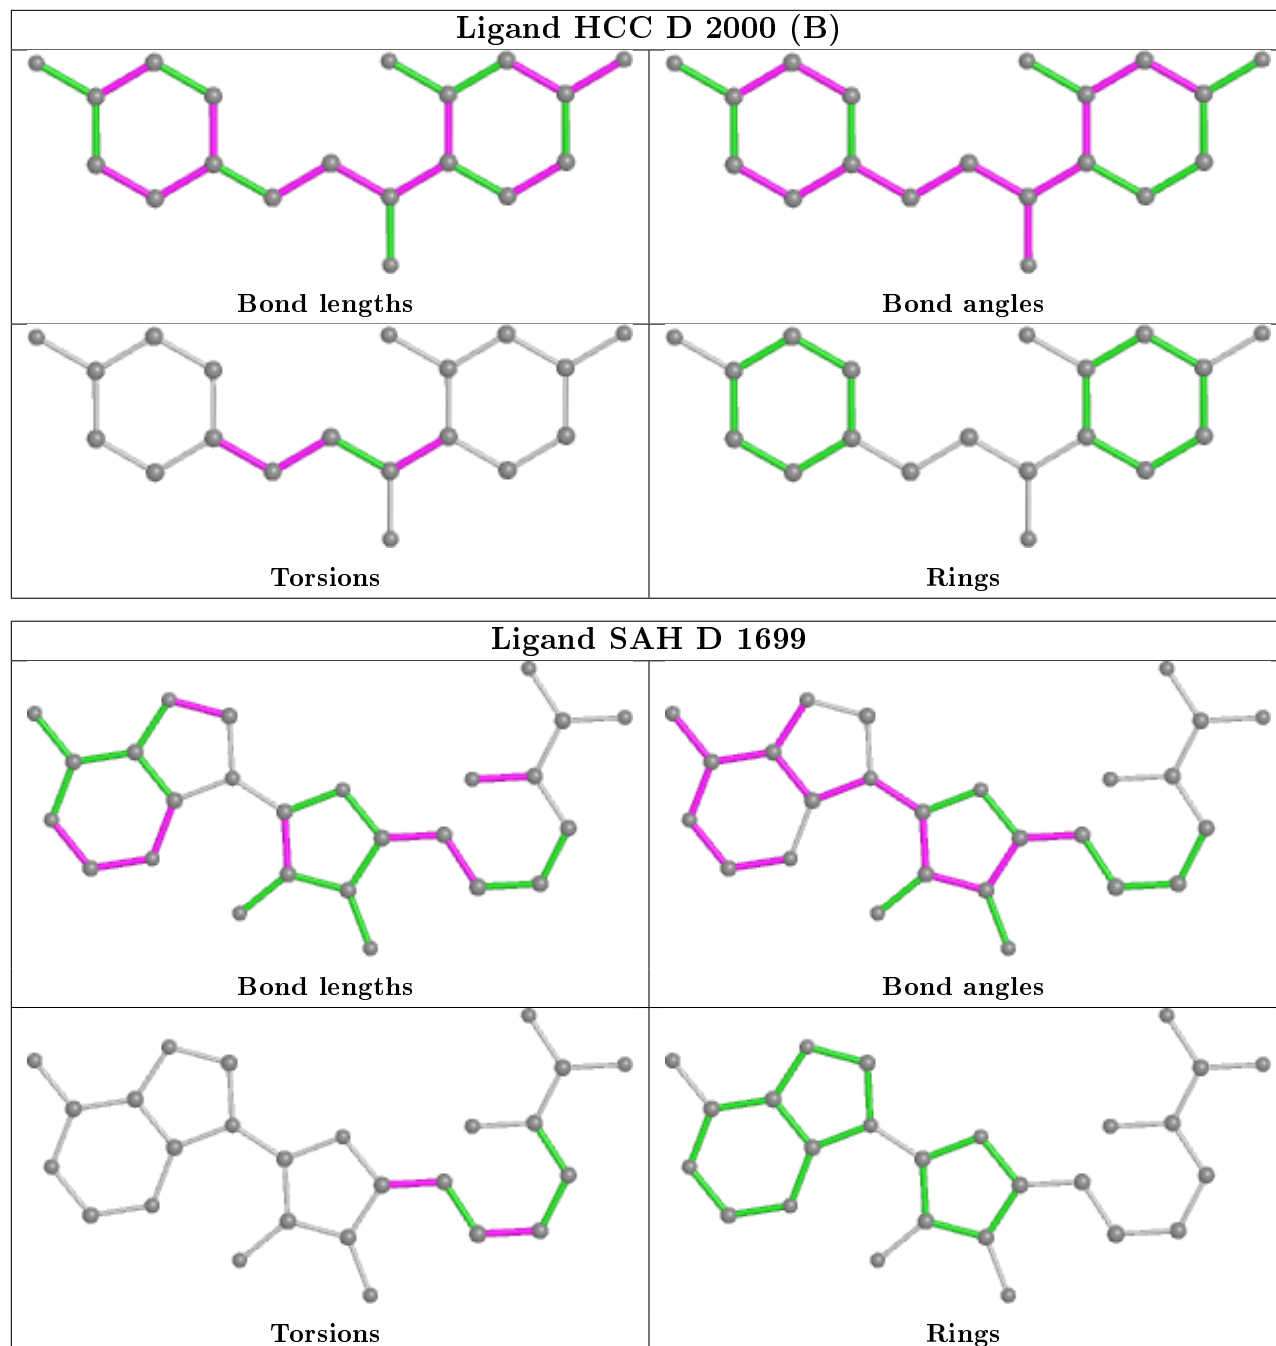 Ligand HCC D 2000 (B)
Bond lengths
Bond angles
Torsions
Rings
Ligand SAH D 1699
Bond lengths
Bond angles
Torsions
Rings